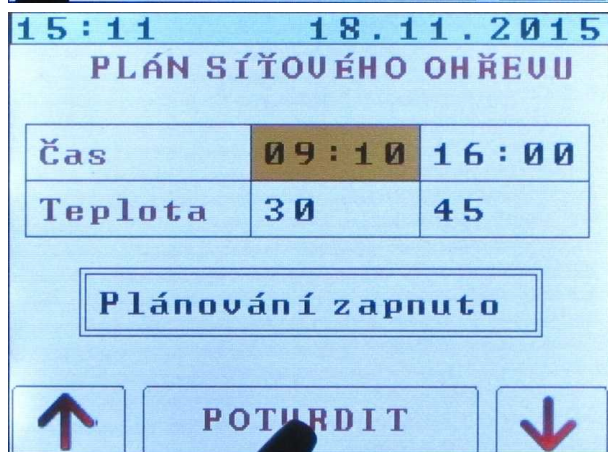 15:11 18.11.2015
PLÁN SÍŤOVÉHO OHŘEVU
Čas 09:10 16:00
Teplota 30 45
Plánování zapnuto
POTVRDIT